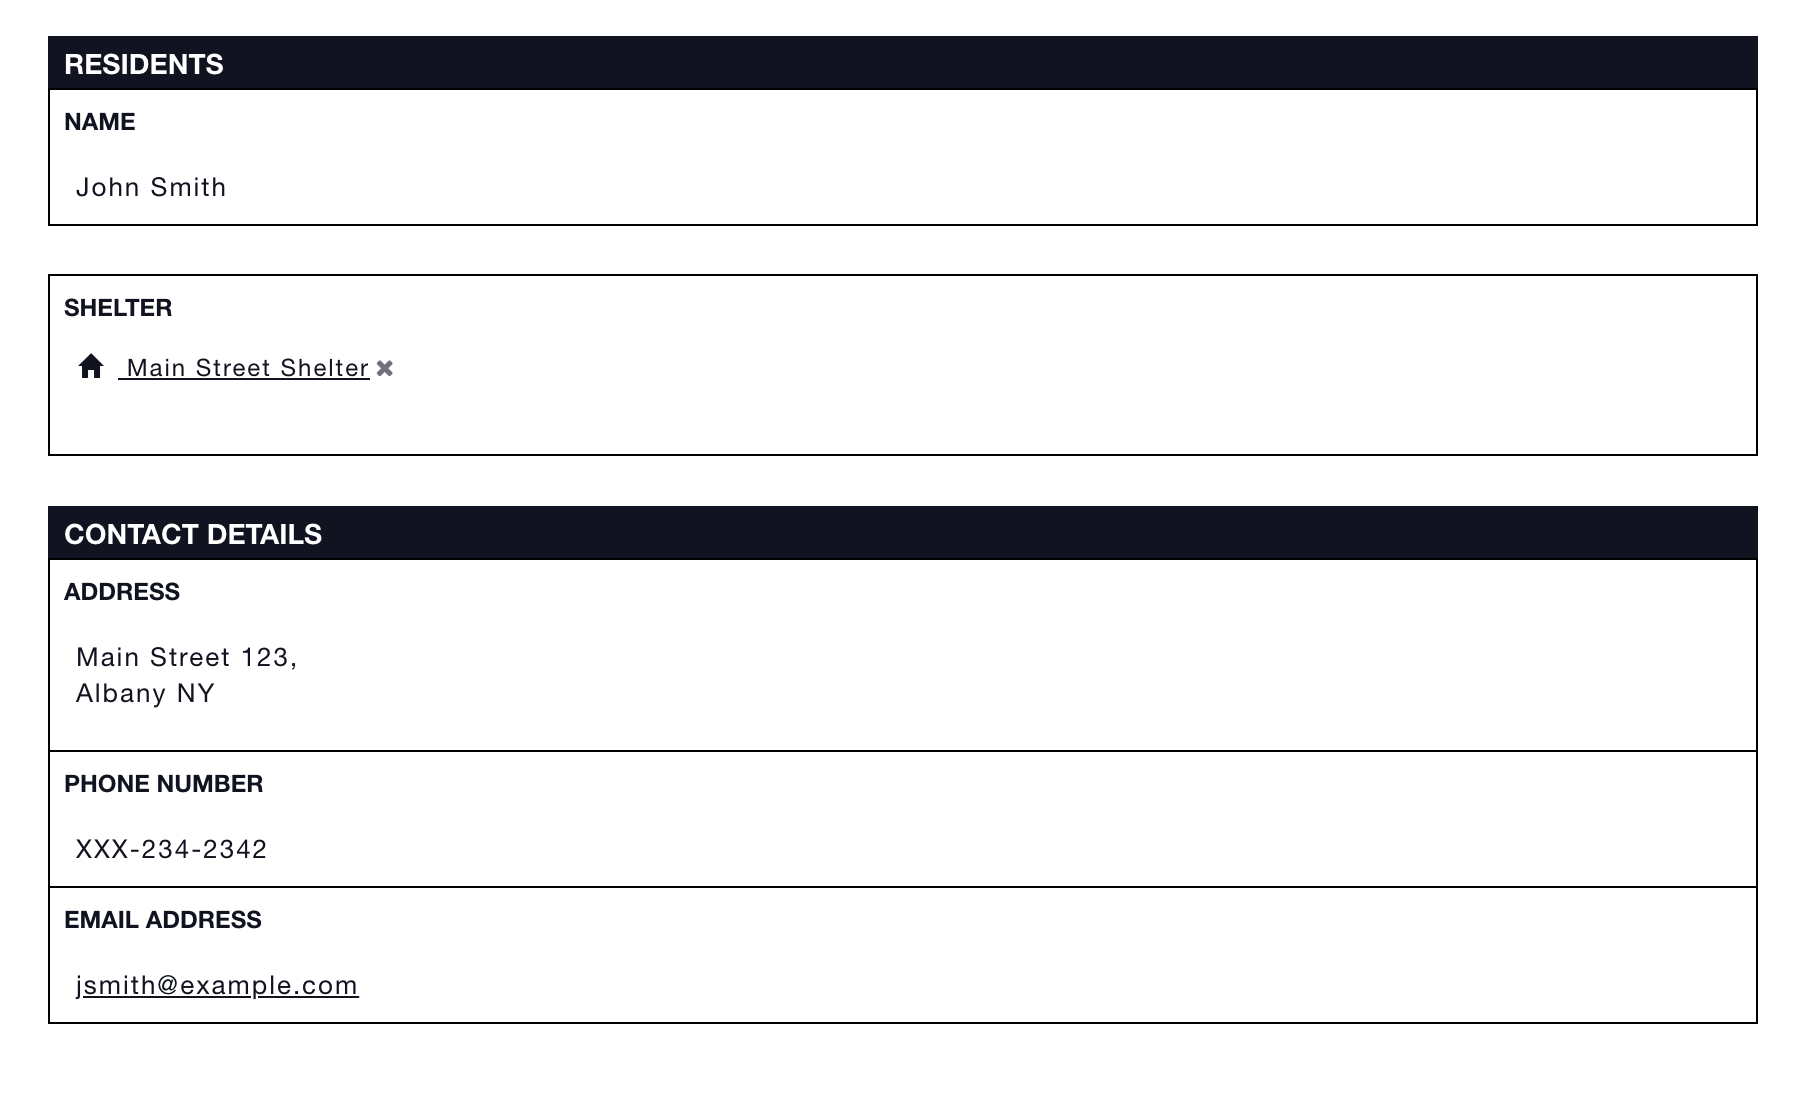 RESIDENTS
NAME
John Smith
SHELTER
Main Street Shelter
CONTACT DETAILS
ADDRESS
Main Street 123,
Albany NY
PHONE NUMBER
XXX-234-2342
EMAIL ADDRESS
jsmith@example.com